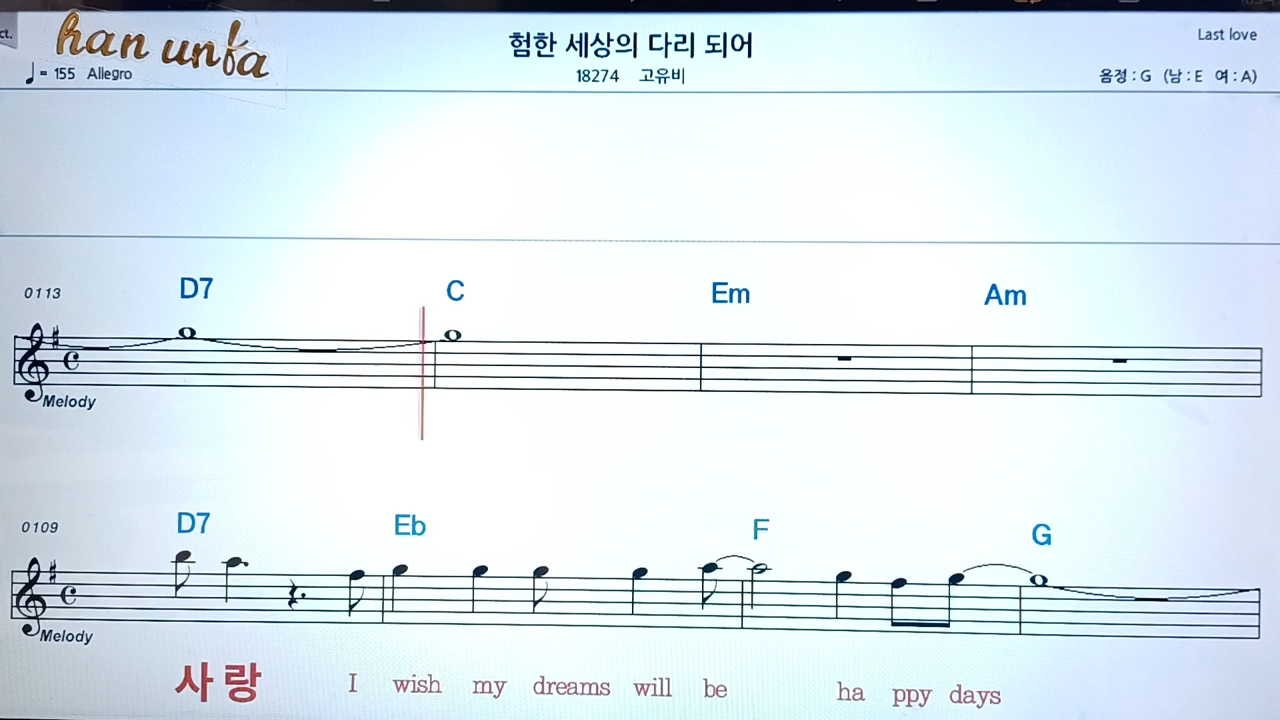 ct.
han unfa
험한 세상의 다리 되어
Last love
♩= 155 Allegro
18274 고유비
음정 : G (남 : E 여 : A)
0113 D7 C Em Am
Melody
0109 D7 Eb F G
Melody
사 랑 I wish my dreams will be ha ppy days